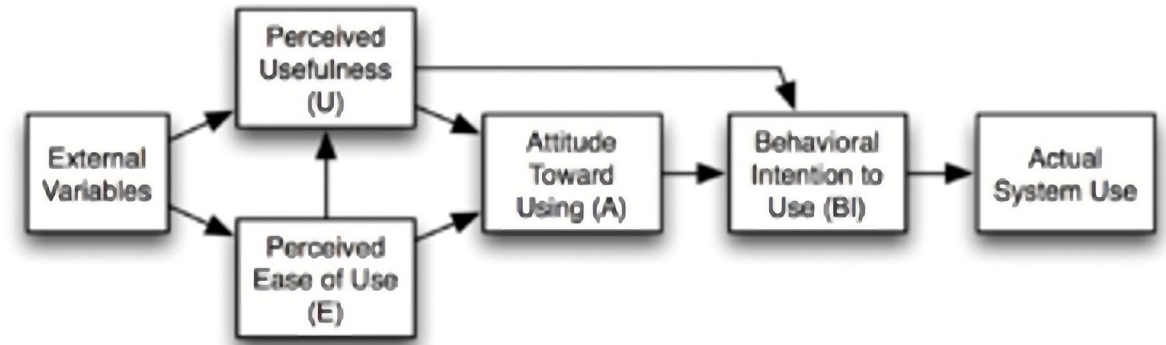 Perceived
Usefulness
(U)
External
Variables
Perceived
Ease of Use
(E)
Attitude
Toward
Using (A)
Behavioral
Intention to
Use (BI)
Actual
System Use